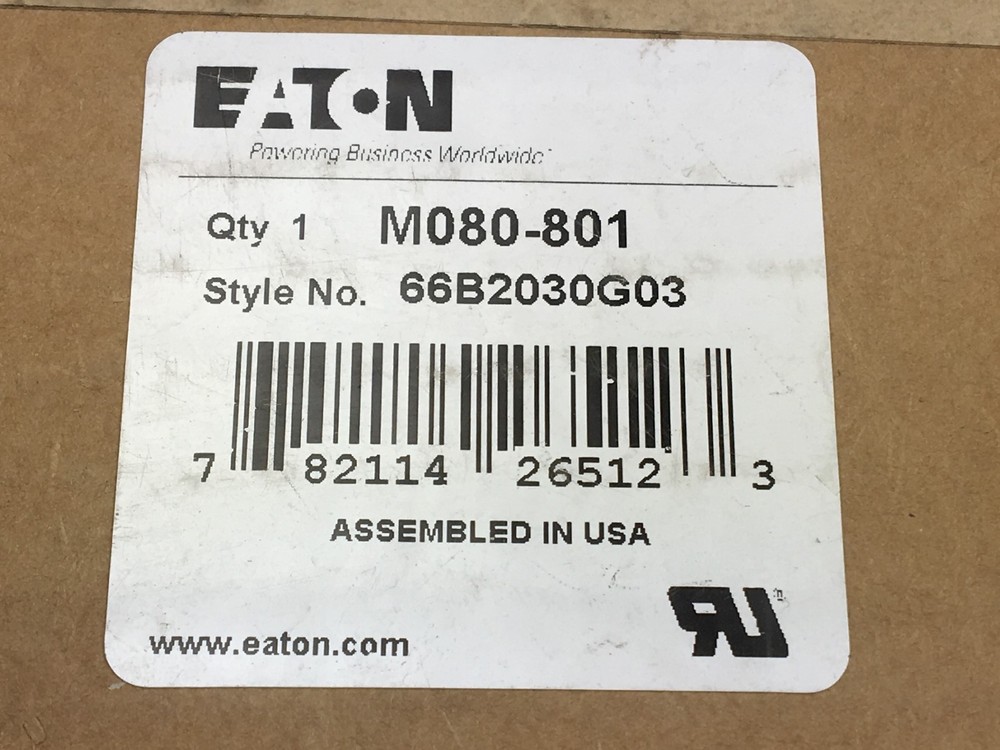 EATON
Powering Business Worldwide
Qty 1 M080-801
Style No. 66B2030G03
7 82114 26512 3
ASSEMBLED IN USA
www.eaton.com
RU